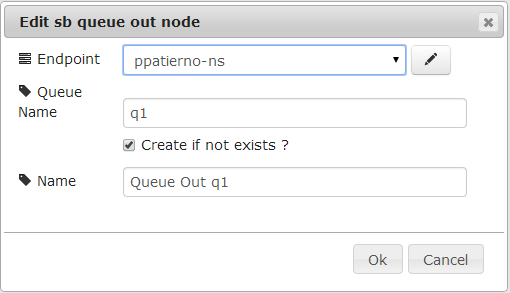 Edit sb queue out node
Endpoint
ppatierno-ns
Queue Name
q1
Create if not exists ?
Name
Queue Out q1
Ok
Cancel